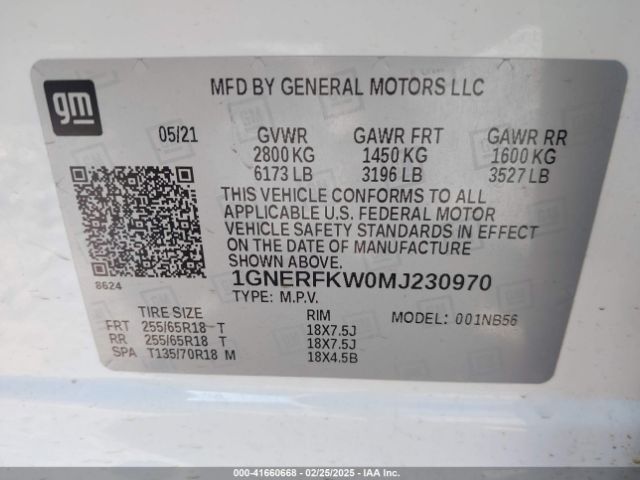 gm
MFD BY GENERAL MOTORS LLC
05/21 GVWR GAWR FRT GAWR RR
2800 KG 1450 KG 1600 KG
6173 LB 3196 LB 3527 LB
THIS VEHICLE CONFORMS TO ALL
APPLICABLE U.S. FEDERAL MOTOR
VEHICLE SAFETY STANDARDS IN EFFECT
ON THE DATE OF MANUFACTURE
SHOWN ABOVE.
8624
1GNERFKW0MJ230970
TYPE: M.P.V.
TIRE SIZE RIM MODEL: 001NB56
FRT 255/65R18 T 18X7.5J
RR 255/65R18 T 18X7.5J
SPA T135/70R18 M 18X4.5B
000-41660668 - 02/25/2025 - IAA Inc.